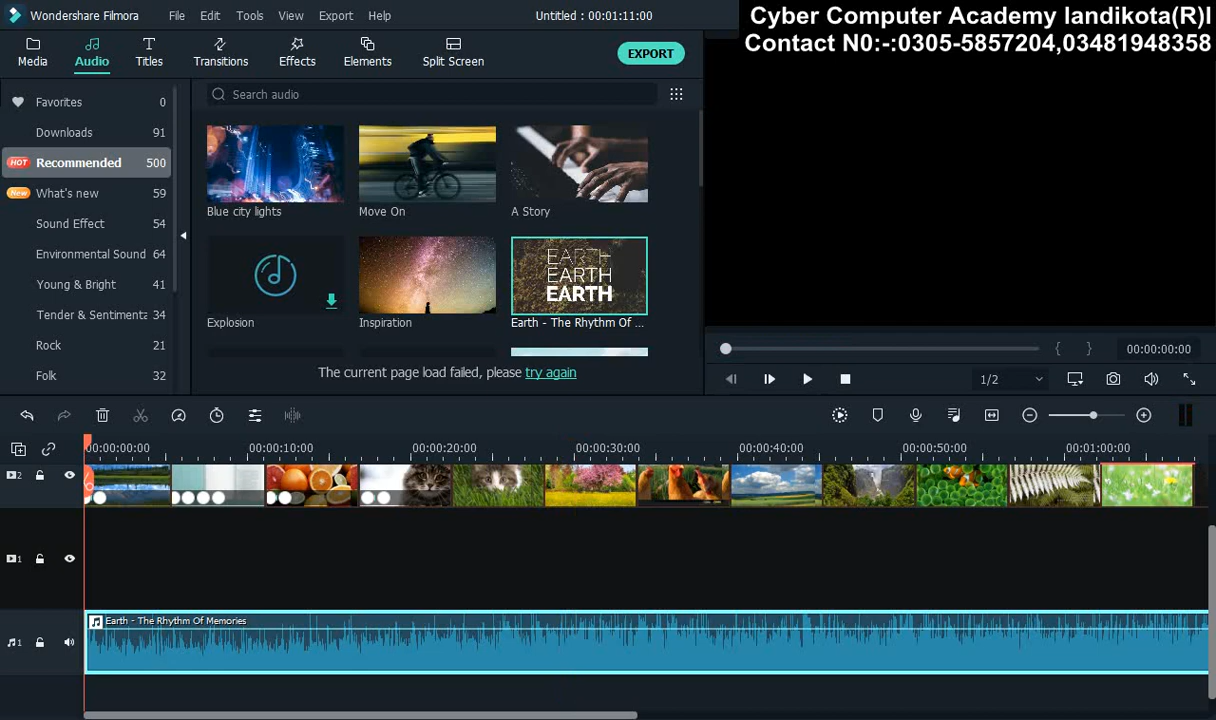 Wondershare Filmora File Edit Tools View Export Help Untitled : 00:01:11:00
Cyber Computer Academy landikota(R)I
Contact N0:-:0305-5857204,03481948358
Media Audio Titles Transitions Effects Elements Split Screen EXPORT
Favorites 0
Search audio
Downloads 91
HOT Recommended 500
New What's new 59
Sound Effect 54
Environmental Sound 64
Young & Bright 41
Tender & Sentimenta 34
Rock 21
Folk 32
Blue city lights Move On A Story
EARTH
EARTH
EARTH
Explosion Inspiration Earth - The Rhythm Of ...
The current page load failed, please try again
00:00:00:00
1/2
00:00:00:00 00:00:10:00 00:00:20:00 00:00:30:00 00:00:40:00 00:00:50:00 00:01:00:00
2
1
Earth - The Rhythm Of Memories
1